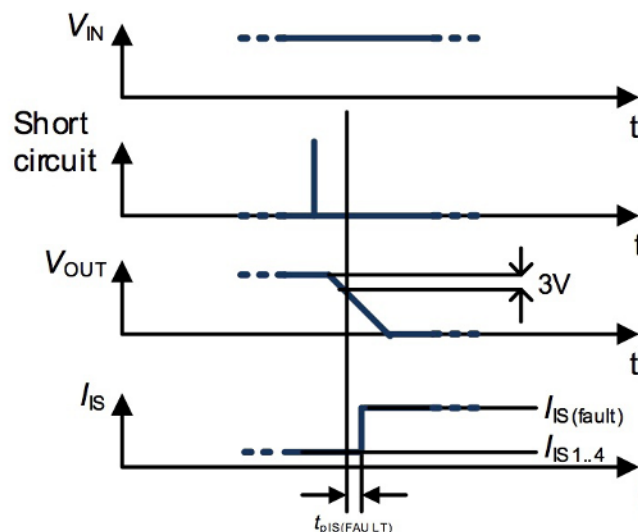 VIN
t
Short
circuit
t
VOUT
3V
t
IIS
IIS(fault)
IIS1..4
tpIS(FAULT)